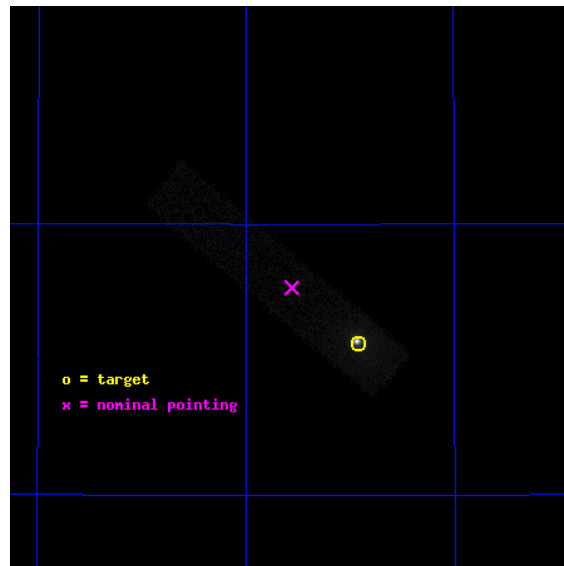 o = target
x = nominal pointing